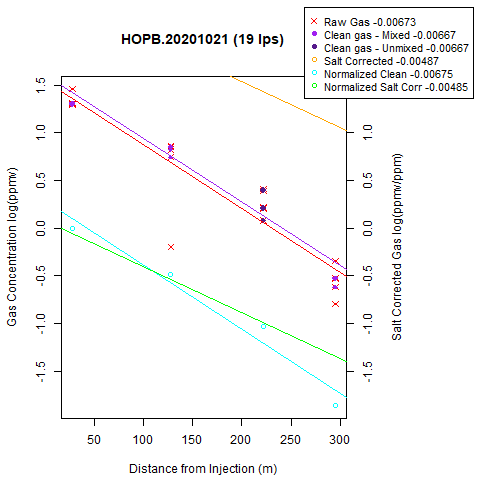 HOPB.20201021 (19 lps)
Raw Gas -0.00673
Clean gas - Mixed -0.00667
Clean gas - Unmixed -0.00667
Salt Corrected -0.00487
Normalized Clean -0.00675
Normalized Salt Corr -0.00485
Gas Concentration log(ppmv)
1.5
1.0
0.5
0.0
-0.5
-1.0
-1.5
1.0
0.5
0.0
-0.5
-1.0
-1.5
Salt Corrected Gas log(ppmv/ppm)
50 100 150 200 250 300
Distance from Injection (m)